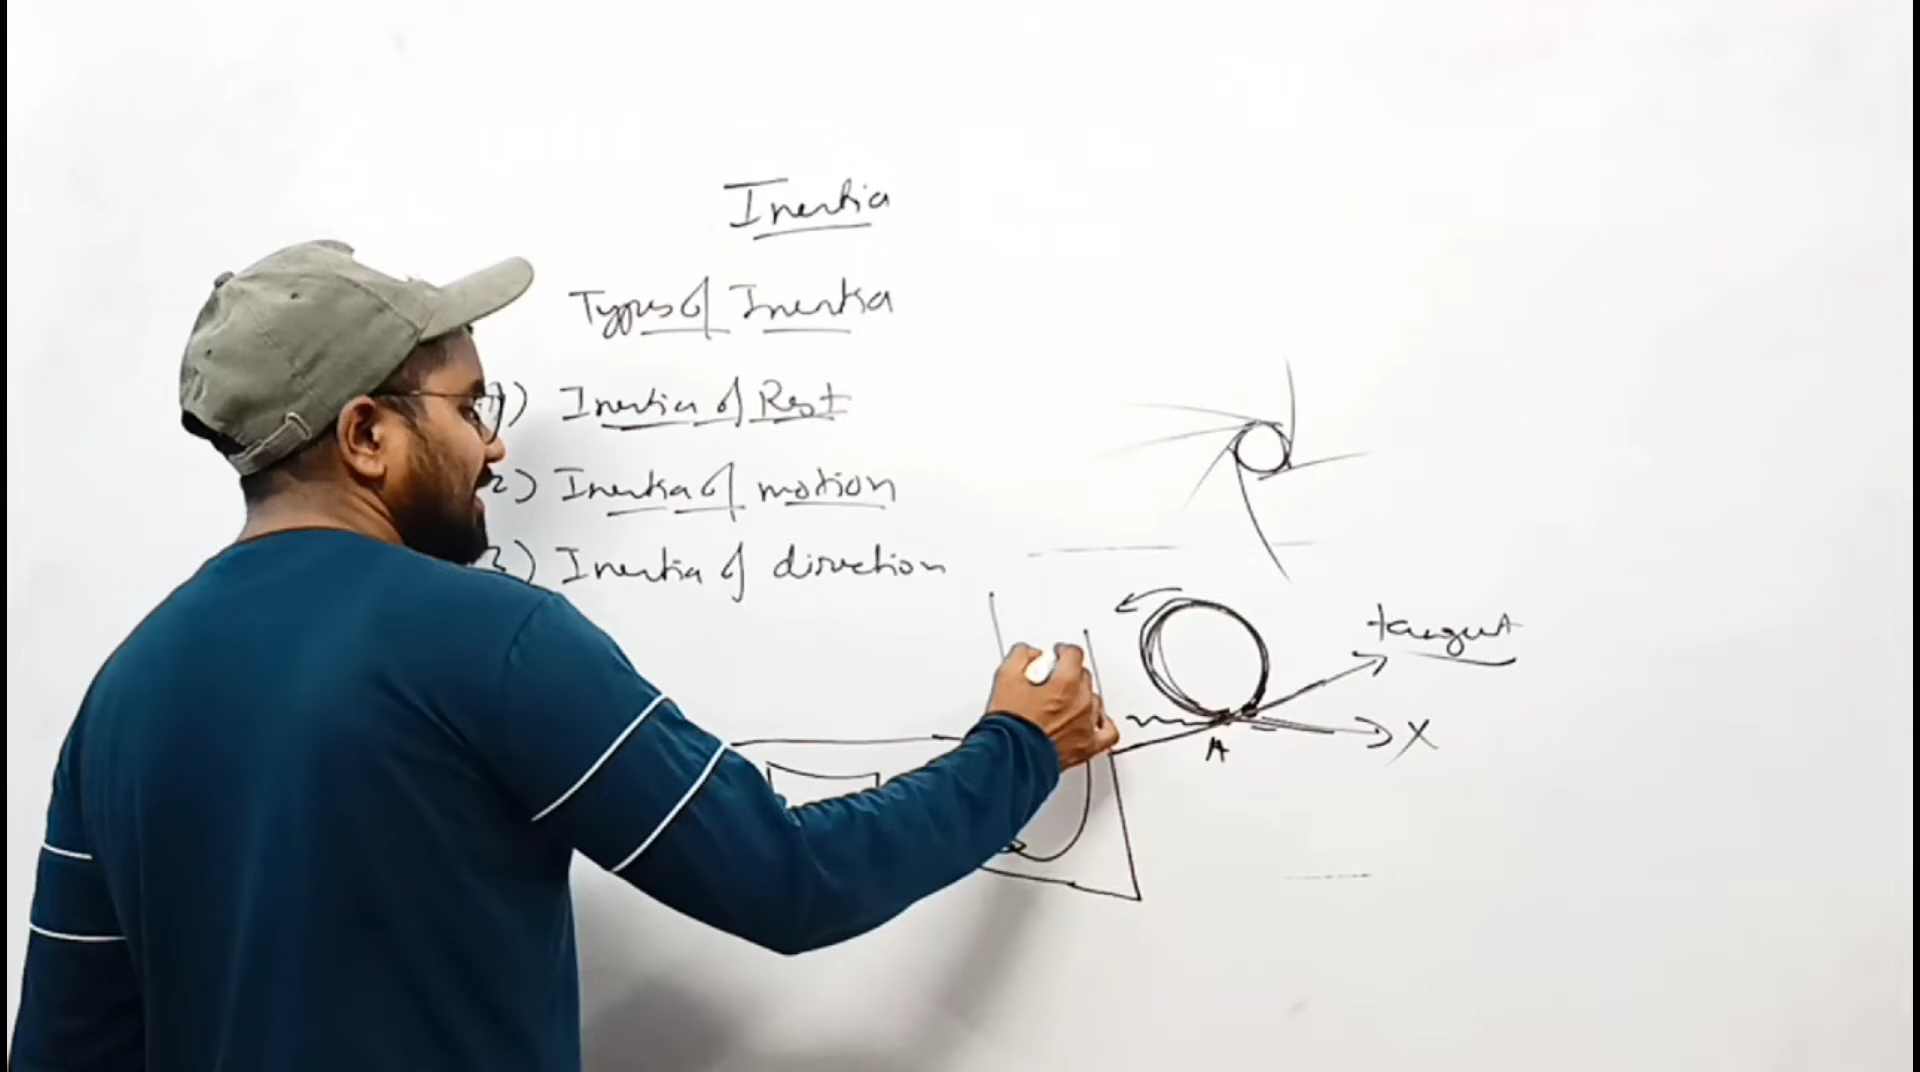 Inertia
Types of Inertia
1) Inertia of Rest
2) Inertia of motion
3) Inertia of direction
tangent
X
A